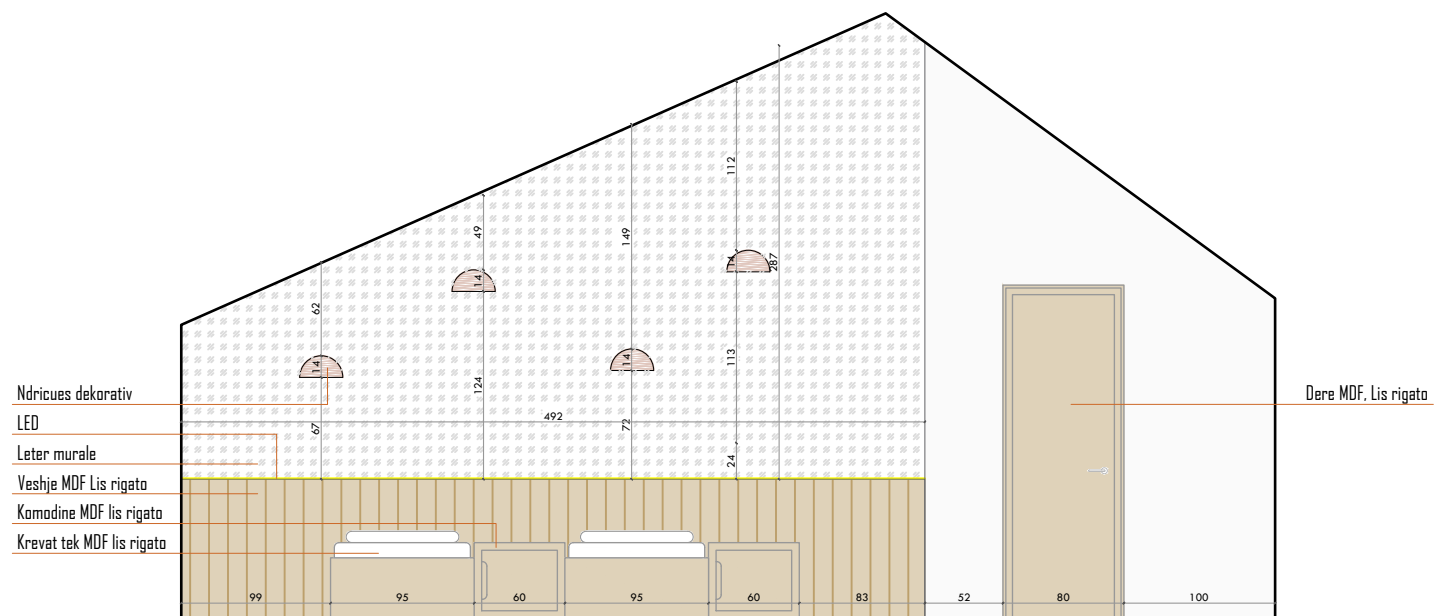 112
49
149
14
287
14
62
14
14
113
124
Ndricues dekorativ
Dere MDF, Lis rigato
492
LED
67
72
Leter murale
24
Veshje MDF Lis rigato
Komodine MDF lis rigato
Krevat tek MDF lis rigato
99 95 60 95 60 83 52 80 100